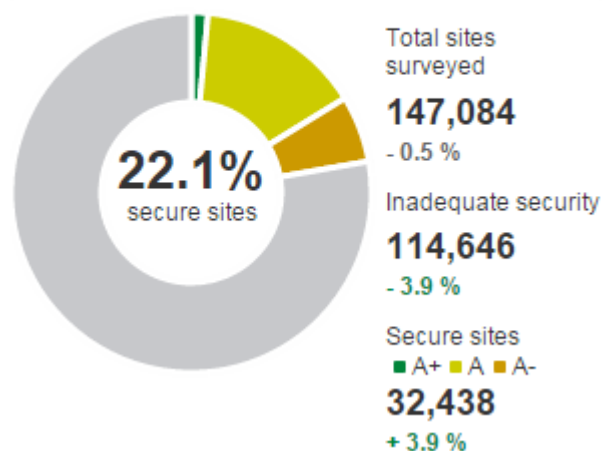 22.1%
secure sites
Total sites
surveyed
147,084
- 0.5 %
Inadequate security
114,646
- 3.9 %
Secure sites
A+ A A-
32,438
+ 3.9 %